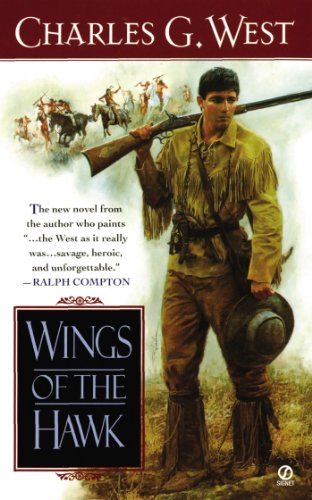 CHARLES G. WEST
The new novel from
the author who paints
"...the West as it really
was...savage, heroic,
and unforgettable."
—RALPH COMPTON
WINGS
OF THE
HAWK
SIGNET